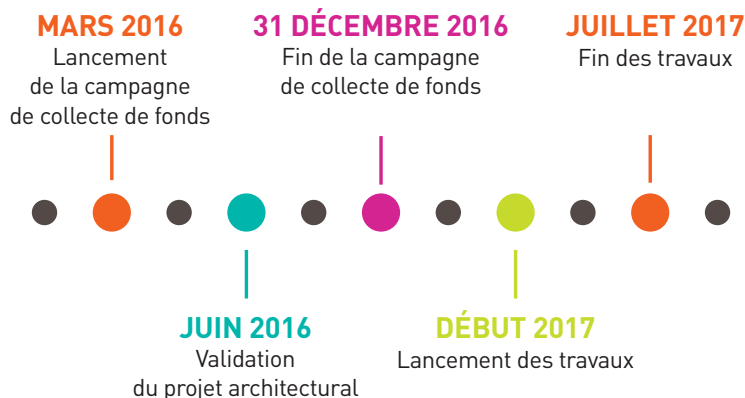 MARS 2016
Lancement
de la campagne
de collecte de fonds
31 DÉCEMBRE 2016
Fin de la campagne
de collecte de fonds
JUILLET 2017
Fin des travaux
JUIN 2016
Validation
du projet architectural
DÉBUT 2017
Lancement des travaux